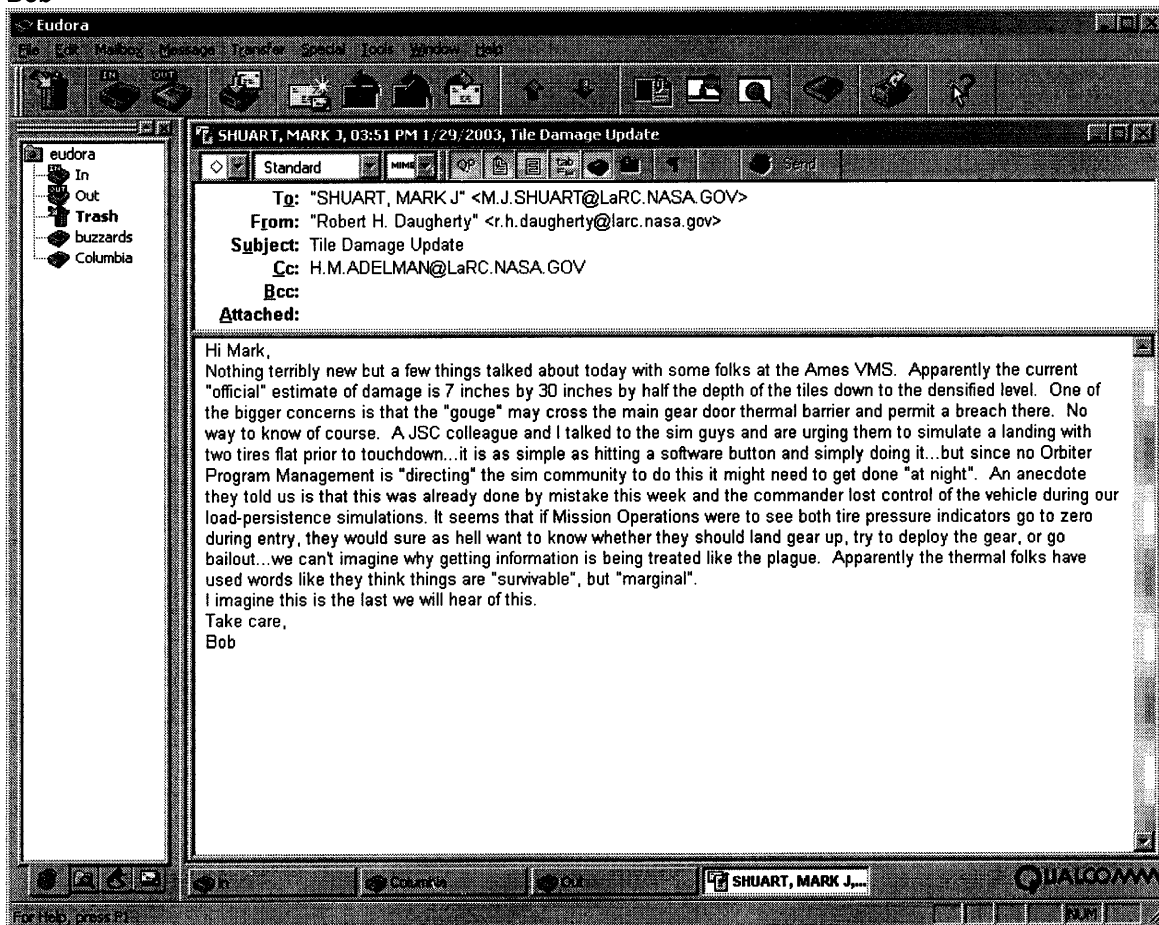 Bob
Eudora
File Edit Mailbox Message Transfer Special Tools Window Help
IN OUT
SHUART, MARK J, 03:51 PM 1/29/2003, Tile Damage Update
eudora
In
Out
Trash
buzzards
Columbia
Standard MIME QP Tab Send
To: "SHUART, MARK J" <M.J.SHUART@LaRC.NASA.GOV>
From: "Robert H. Daugherty" <r.h.daugherty@larc.nasa.gov>
Subject: Tile Damage Update
Cc: H.M.ADELMAN@LaRC.NASA.GOV
Bcc:
Attached:
Hi Mark,
Nothing terribly new but a few things talked about today with some folks at the Ames VMS.  Apparently the current
"official" estimate of damage is 7 inches by 30 inches by half the depth of the tiles down to the densified level.  One of
the bigger concerns is that the "gouge" may cross the main gear door thermal barrier and permit a breach there.  No
way to know of course.  A JSC colleague and I talked to the sim guys and are urging them to simulate a landing with
two tires flat prior to touchdown...it is as simple as hitting a software button and simply doing it...but since no Orbiter
Program Management is "directing" the sim community to do this it might need to get done "at night".  An anecdote
they told us is that this was already done by mistake this week and the commander lost control of the vehicle during our
load-persistence simulations. It seems that if Mission Operations were to see both tire pressure indicators go to zero
during entry, they would sure as hell want to know whether they should land gear up, try to deploy the gear, or go
bailout...we can't imagine why getting information is being treated like the plague.  Apparently the thermal folks have
used words like they think things are "survivable", but "marginal".
I imagine this is the last we will hear of this.
Take care,
Bob
In Columbia Out SHUART, MARK J,...
QUALCOMM
For Help, press F1 NUM